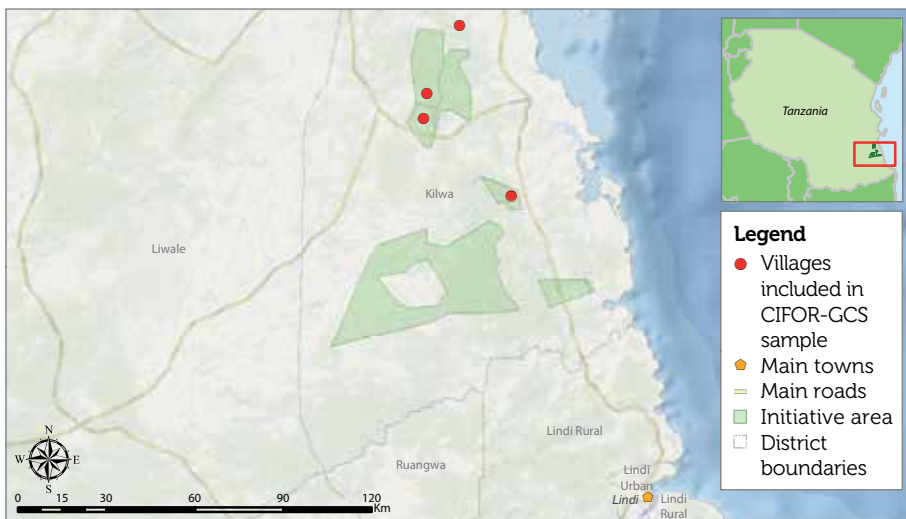 Tanzania
Kilwa
Liwale
Legend
Villages
included in
CIFOR-GCS
sample
Main towns
Main roads
Initiative area
District
boundaries
Lindi Rural
Ruangwa
Lindi
Urban
Lindi
Lindi
Rural
N
W E
S
0 15 30 60 90 120
Km